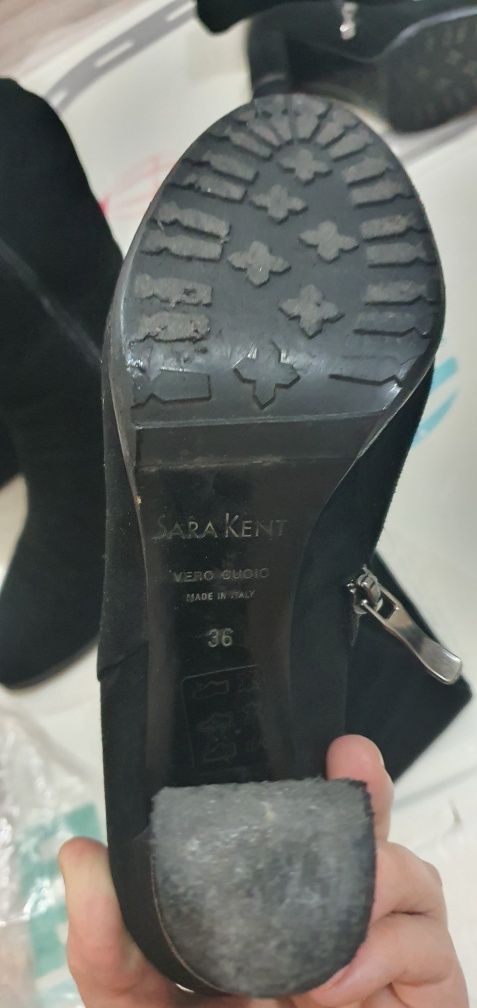 SARA KENT
VERO CUOIO
MADE IN ITALY
36